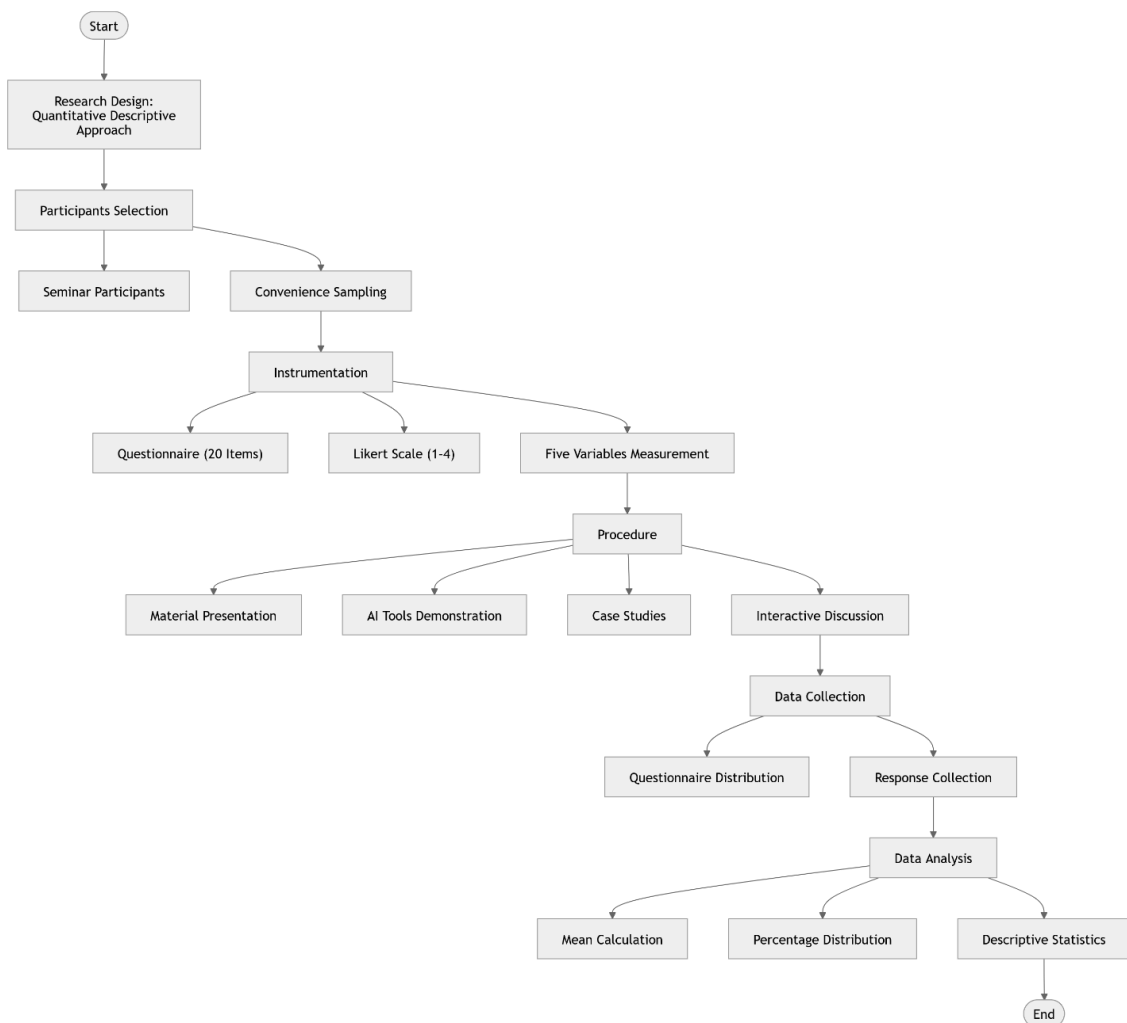 Start
Research Design:
Quantitative Descriptive
Approach
Participants Selection
Seminar Participants
Convenience Sampling
Instrumentation
Questionnaire (20 Items)
Likert Scale (1-4)
Five Variables Measurement
Procedure
Material Presentation
AI Tools Demonstration
Case Studies
Interactive Discussion
Data Collection
Questionnaire Distribution
Response Collection
Data Analysis
Mean Calculation
Percentage Distribution
Descriptive Statistics
End